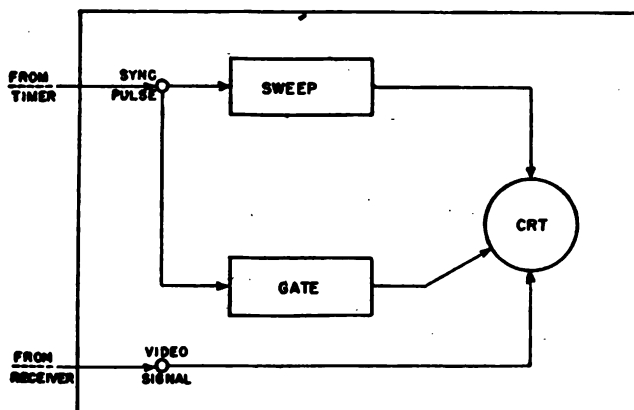 FROM
TIMER
SYNC
PULSE
SWEEP
CRT
GATE
FROM
RECEIVER
VIDEO
SIGNAL